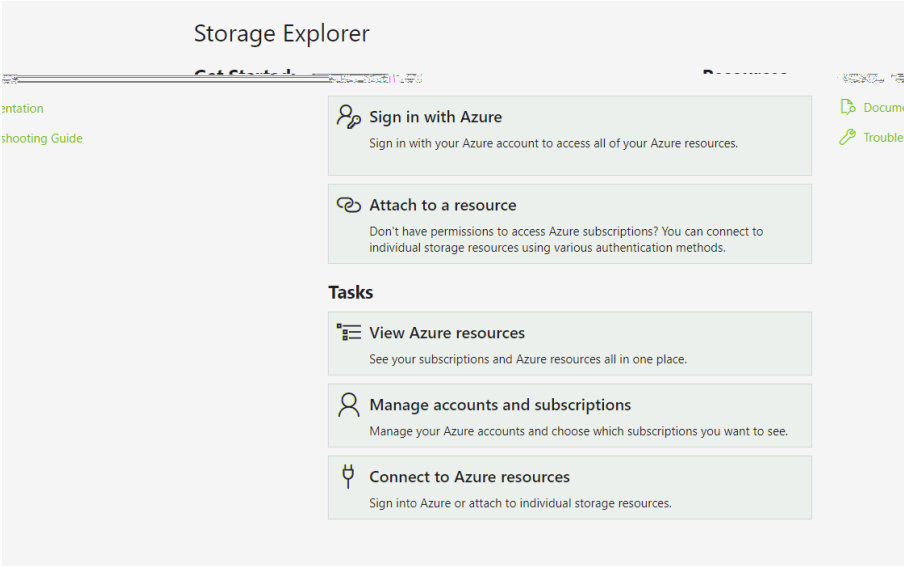 Storage Explorer
entation
shooting Guide
Sign in with Azure
Sign in with your Azure account to access all of your Azure resources.
Docume
Trouble
Attach to a resource
Don't have permissions to access Azure subscriptions? You can connect to
individual storage resources using various authentication methods.
Tasks
View Azure resources
See your subscriptions and Azure resources all in one place.
Manage accounts and subscriptions
Manage your Azure accounts and choose which subscriptions you want to see.
Connect to Azure resources
Sign into Azure or attach to individual storage resources.